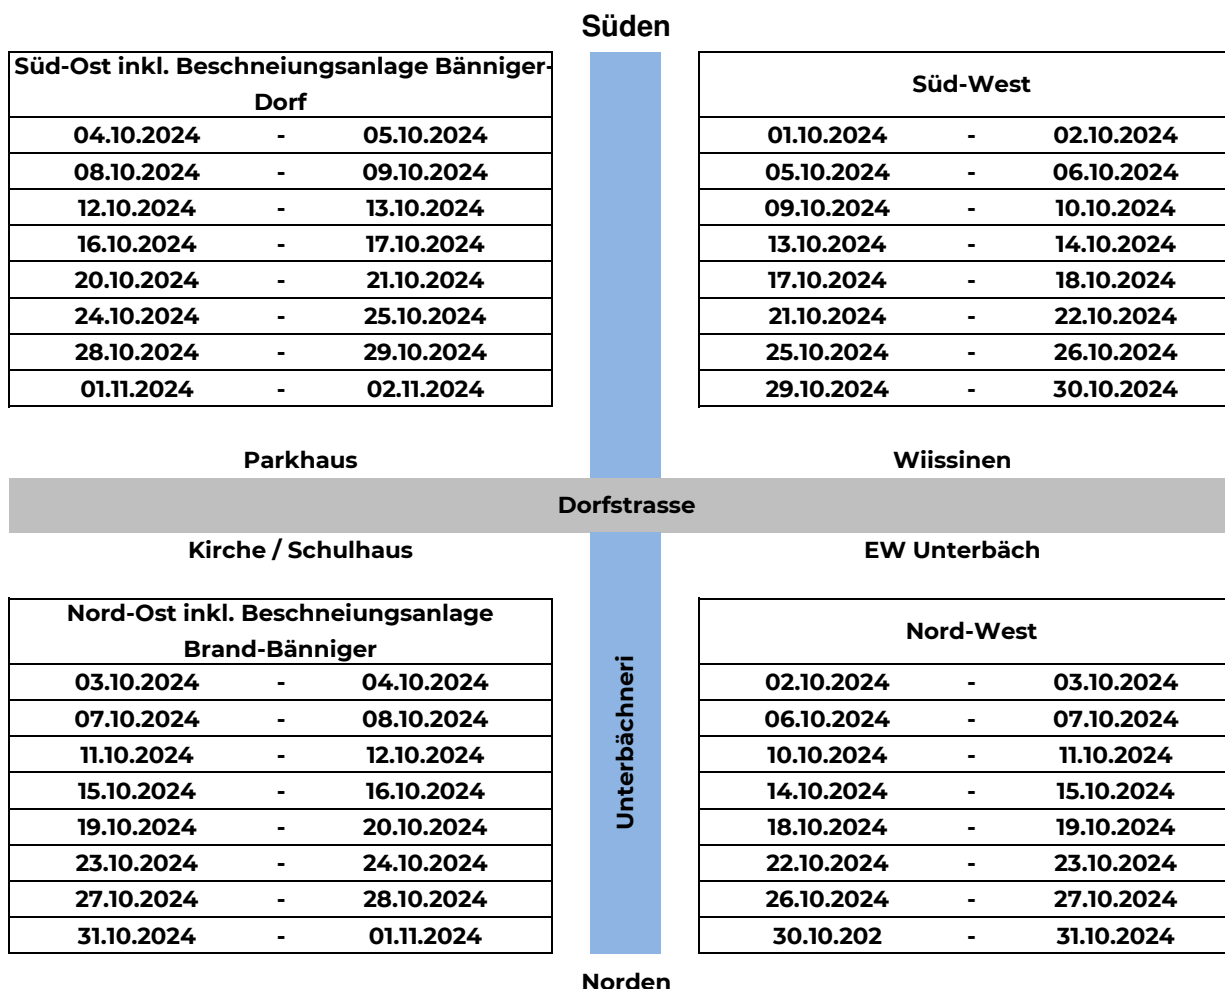 Süden
Süd-Ost inkl. Beschneiungsanlage Bänniger-
Dorf
04.10.2024 - 05.10.2024
08.10.2024 - 09.10.2024
12.10.2024 - 13.10.2024
16.10.2024 - 17.10.2024
20.10.2024 - 21.10.2024
24.10.2024 - 25.10.2024
28.10.2024 - 29.10.2024
01.11.2024 - 02.11.2024
Süd-West
01.10.2024 - 02.10.2024
05.10.2024 - 06.10.2024
09.10.2024 - 10.10.2024
13.10.2024 - 14.10.2024
17.10.2024 - 18.10.2024
21.10.2024 - 22.10.2024
25.10.2024 - 26.10.2024
29.10.2024 - 30.10.2024
Parkhaus
Wiissinen
Dorfstrasse
Kirche / Schulhaus
EW Unterbäch
Nord-Ost inkl. Beschneiungsanlage
Brand-Bänniger
03.10.2024 - 04.10.2024
07.10.2024 - 08.10.2024
11.10.2024 - 12.10.2024
15.10.2024 - 16.10.2024
19.10.2024 - 20.10.2024
23.10.2024 - 24.10.2024
27.10.2024 - 28.10.2024
31.10.2024 - 01.11.2024
Unterbächneri
Nord-West
02.10.2024 - 03.10.2024
06.10.2024 - 07.10.2024
10.10.2024 - 11.10.2024
14.10.2024 - 15.10.2024
18.10.2024 - 19.10.2024
22.10.2024 - 23.10.2024
26.10.2024 - 27.10.2024
30.10.202 - 31.10.2024
Norden